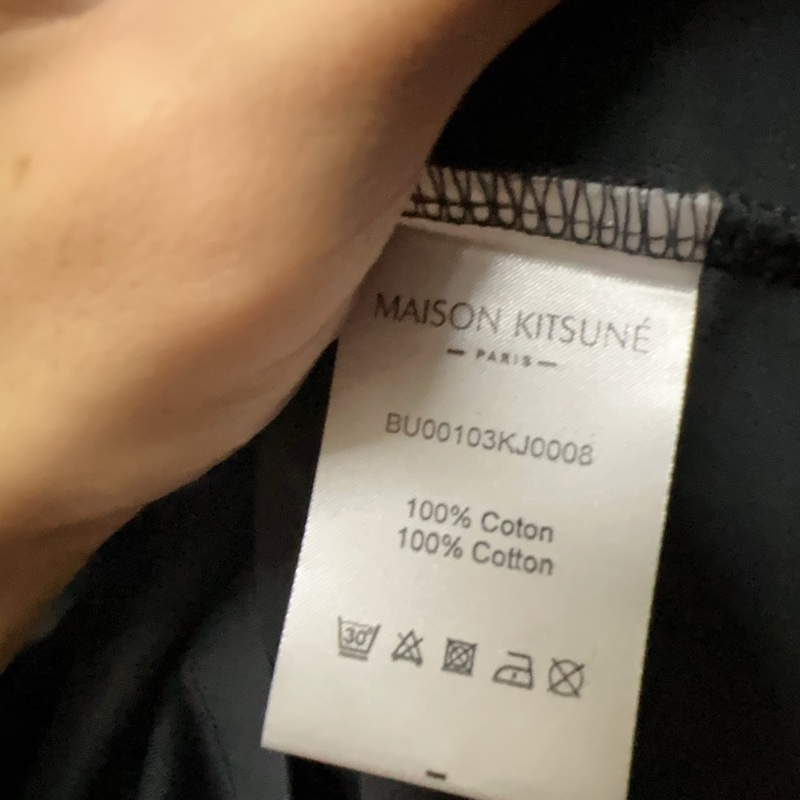 MAISON KITSUNÉ
— PARIS —
BU00103KJ0008
100% Coton
100% Cotton
30°